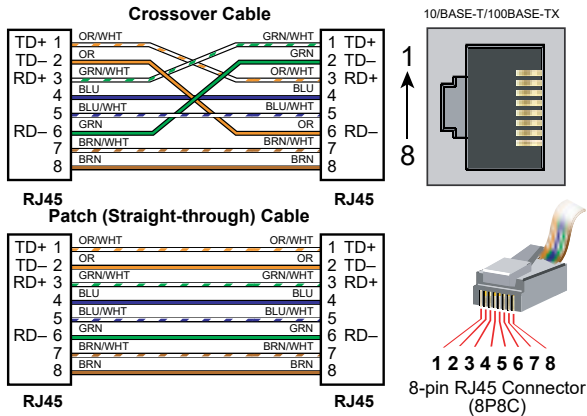 Crossover Cable
TD+ 1 OR/WHT GRN/WHT 1 TD+
TD– 2 OR GRN 2 TD–
RD+ 3 GRN/WHT OR/WHT 3 RD+
4 BLU BLU 4
5 BLU/WHT BLU/WHT 5
RD– 6 GRN OR 6 RD–
7 BRN/WHT BRN/WHT 7
8 BRN BRN 8
RJ45 RJ45
10/BASE-T/100BASE-TX
1
8
Patch (Straight-through) Cable
TD+ 1 OR/WHT OR/WHT 1 TD+
TD– 2 OR OR 2 TD–
RD+ 3 GRN/WHT GRN/WHT 3 RD+
4 BLU BLU 4
5 BLU/WHT BLU/WHT 5
RD– 6 GRN GRN 6 RD–
7 BRN/WHT BRN/WHT 7
8 BRN BRN 8
RJ45 RJ45
1 2 3 4 5 6 7 8
8-pin RJ45 Connector
(8P8C)